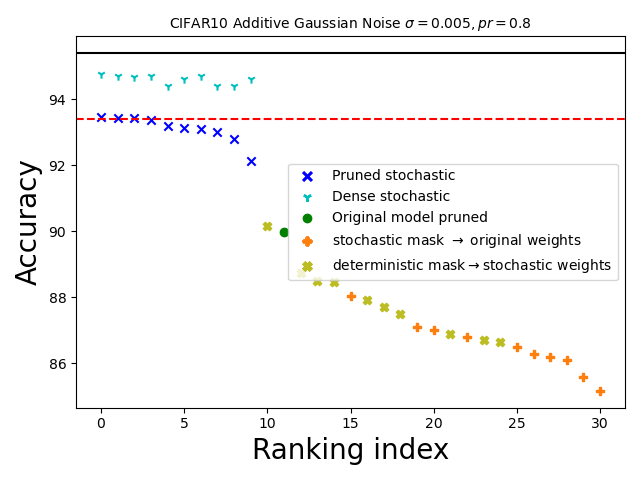 CIFAR10 Additive Gaussian Noise σ = 0.005, pr = 0.8
Accuracy
94
92
90
88
86
Pruned stochastic
Dense stochastic
Original model pruned
stochastic mask → original weights
deterministic mask → stochastic weights
0 5 10 15 20 25 30
Ranking index